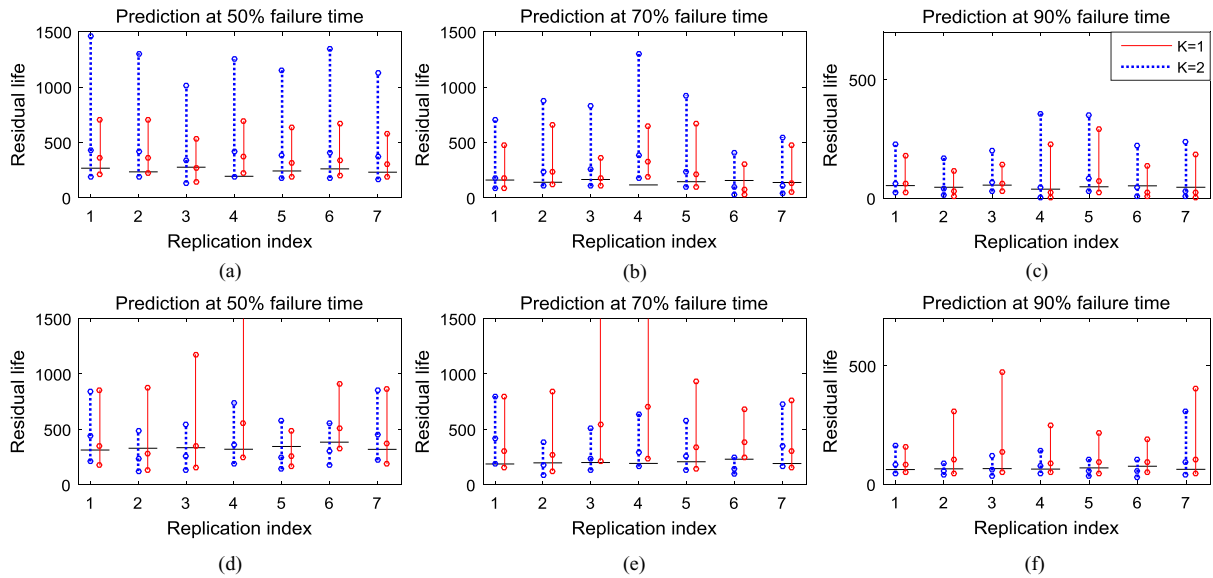 Prediction at 50% failure time
Residual life
1500
1000
500
0
1 2 3 4 5 6 7
Replication index
(a)
Prediction at 70% failure time
Residual life
1500
1000
500
0
1 2 3 4 5 6 7
Replication index
(b)
Prediction at 90% failure time
Residual life
500
0
1 2 3 4 5 6 7
Replication index
K=1
K=2
(c)
Prediction at 50% failure time
Residual life
1500
1000
500
0
1 2 3 4 5 6 7
Replication index
(d)
Prediction at 70% failure time
Residual life
1500
1000
500
0
1 2 3 4 5 6 7
Replication index
(e)
Prediction at 90% failure time
Residual life
500
0
1 2 3 4 5 6 7
Replication index
(f)